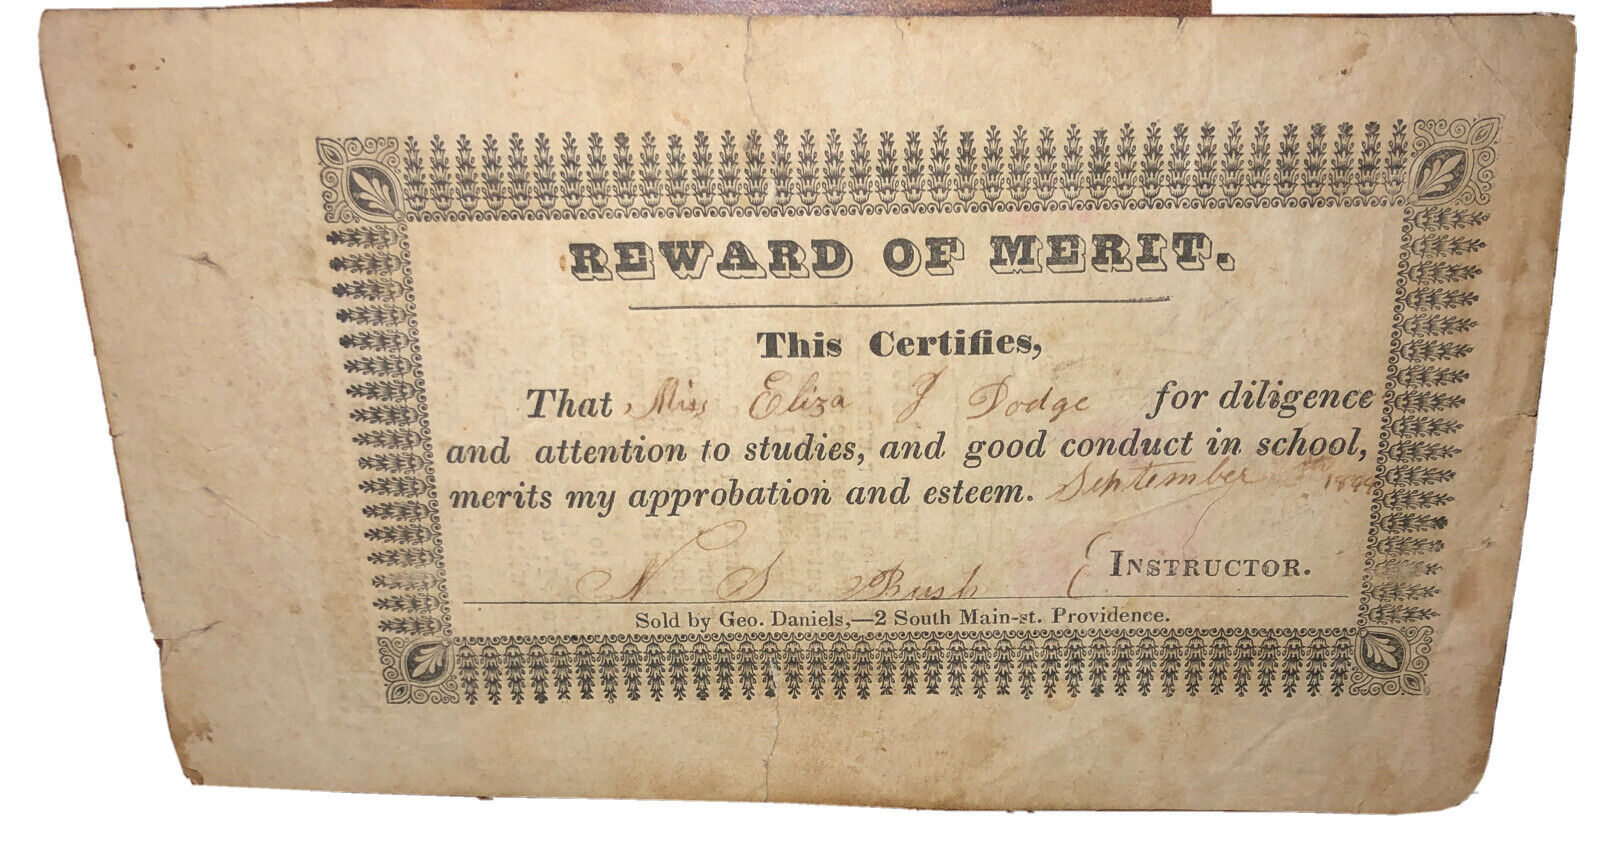 REWARD OF MERIT.
This Certifies,
That Miss Eliza J Dodge for diligence
and attention to studies, and good conduct in school,
merits my approbation and esteem. September
N S Bush INSTRUCTOR.
Sold by Geo. Daniels,—2 South Main-st. Providence.